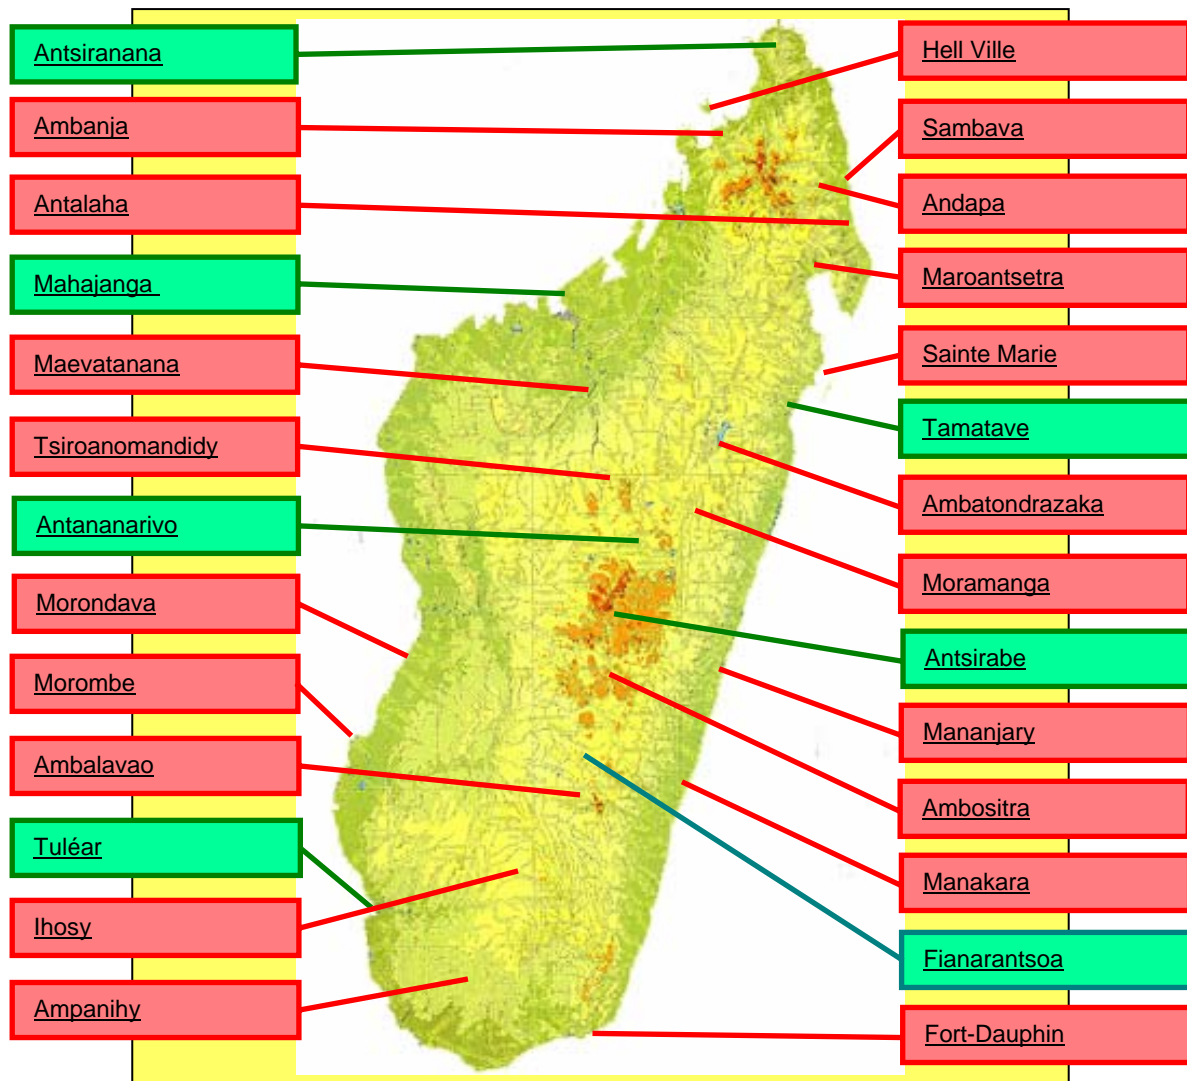 Antsiranana
Ambanja
Antalaha
Mahajanga
Maevatanana
Tsiroanomandidy
Antananarivo
Morondava
Morombe
Ambalavao
Tuléar
Ihosy
Ampanihy
Hell Ville
Sambava
Andapa
Maroantsetra
Sainte Marie
Tamatave
Ambatondrazaka
Moramanga
Antsirabe
Mananjary
Ambositra
Manakara
Fianarantsoa
Fort-Dauphin